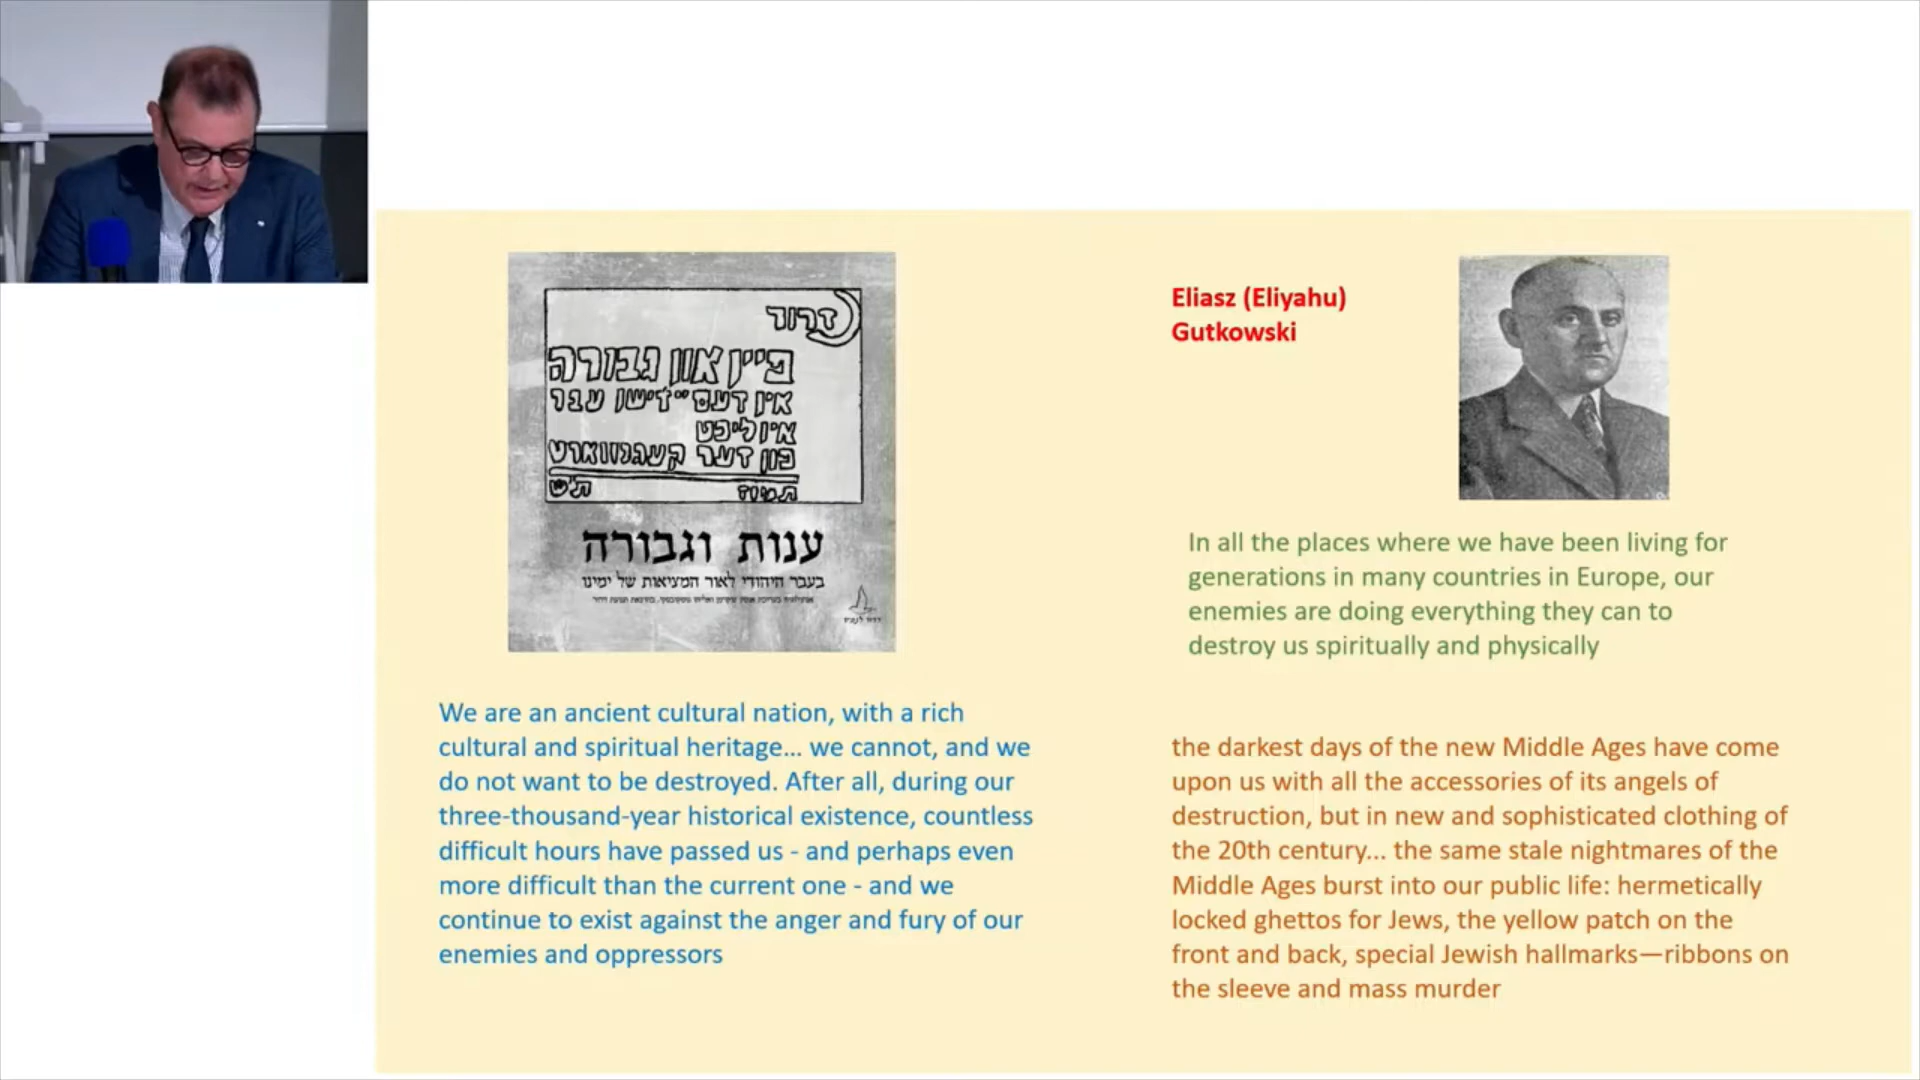 דרור
פיין און גבורה
אין דעם יידישן עבר
אין ליכט
פון דער קעגנווארט
תמוז ת״ש
ענות וגבורה
בעבר היהודי לאור המציאות של ימינו
We are an ancient cultural nation, with a rich
cultural and spiritual heritage... we cannot, and we
do not want to be destroyed. After all, during our
three-thousand-year historical existence, countless
difficult hours have passed us - and perhaps even
more difficult than the current one - and we
continue to exist against the anger and fury of our
enemies and oppressors
Eliasz (Eliyahu)
Gutkowski
In all the places where we have been living for
generations in many countries in Europe, our
enemies are doing everything they can to
destroy us spiritually and physically
the darkest days of the new Middle Ages have come
upon us with all the accessories of its angels of
destruction, but in new and sophisticated clothing of
the 20th century... the same stale nightmares of the
Middle Ages burst into our public life: hermetically
locked ghettos for Jews, the yellow patch on the
front and back, special Jewish hallmarks—ribbons on
the sleeve and mass murder